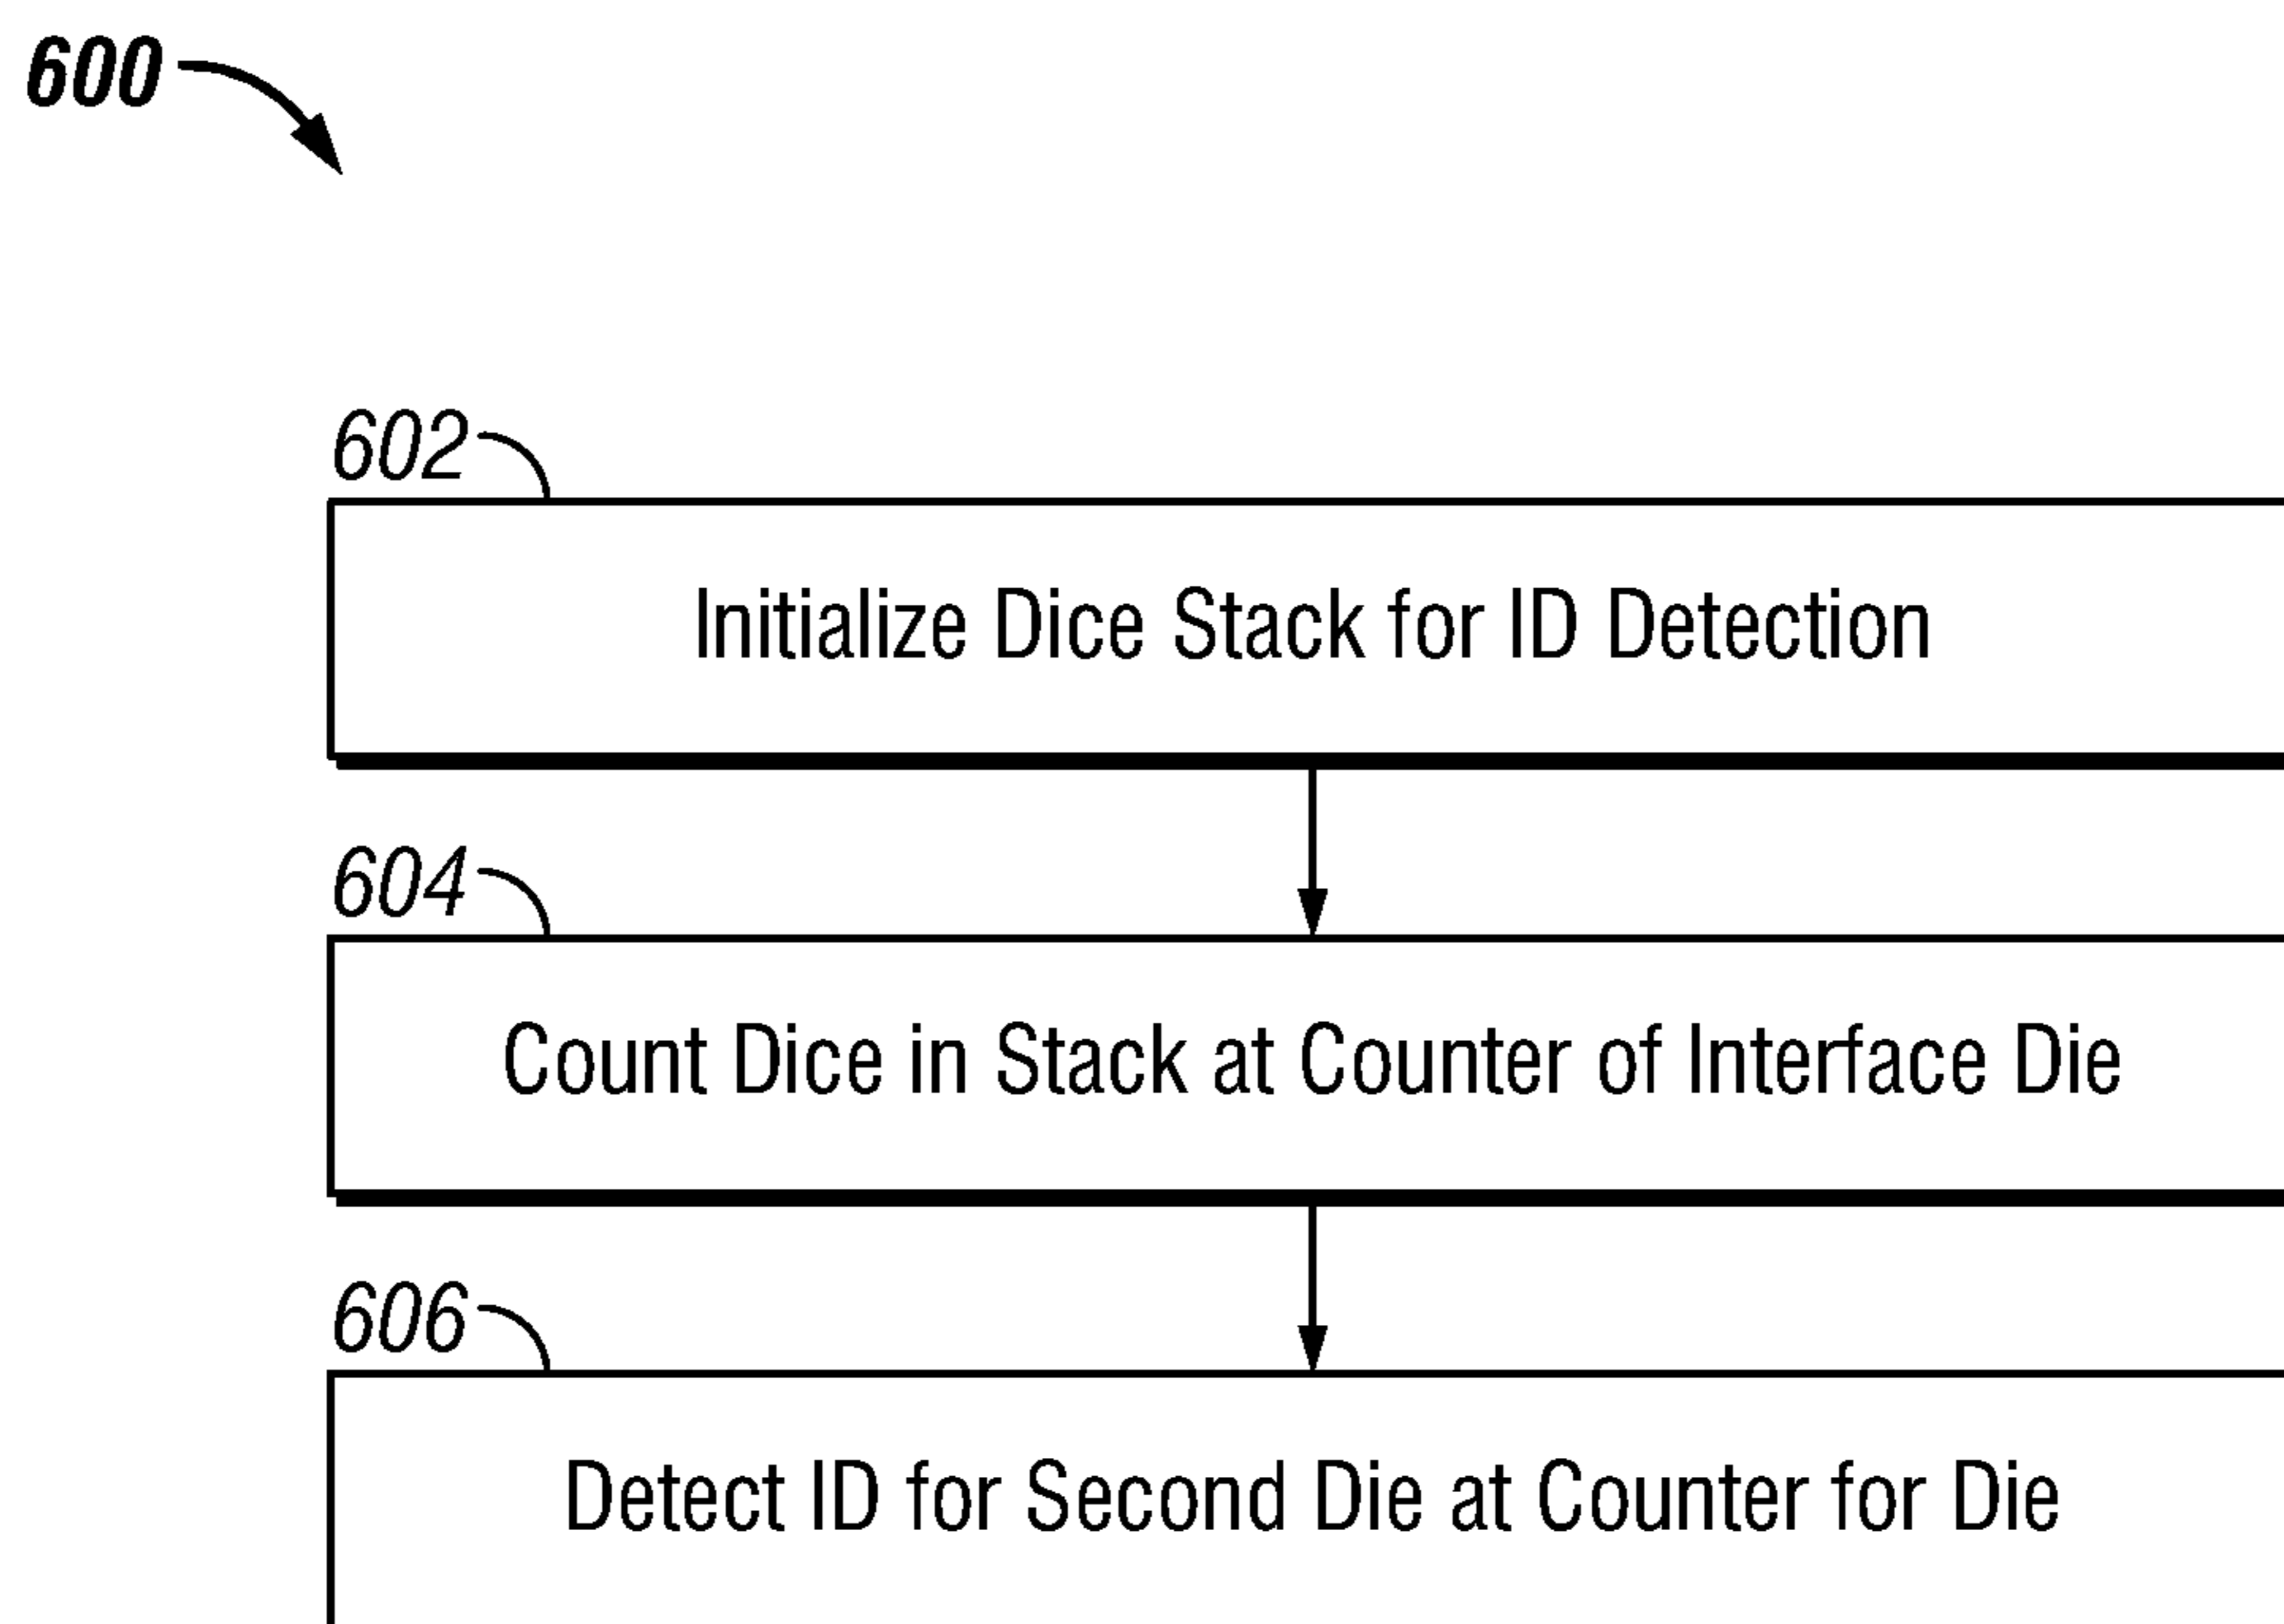 600
602
Initialize Dice Stack for ID Detection
604
Count Dice in Stack at Counter of Interface Die
606
Detect ID for Second Die at Counter for Die